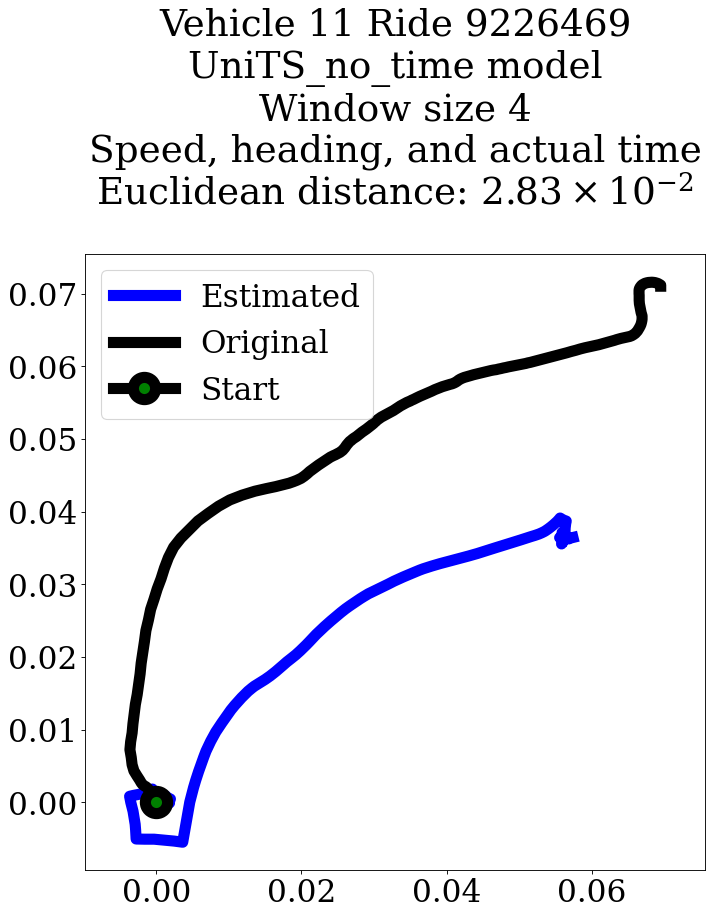 Vehicle 11 Ride 9226469
UniTS_no_time model
Window size 4
Speed, heading, and actual time
Euclidean distance: 2.83 × 10⁻²
Estimated
Original
Start
0.07
0.06
0.05
0.04
0.03
0.02
0.01
0.00
0.00 0.02 0.04 0.06